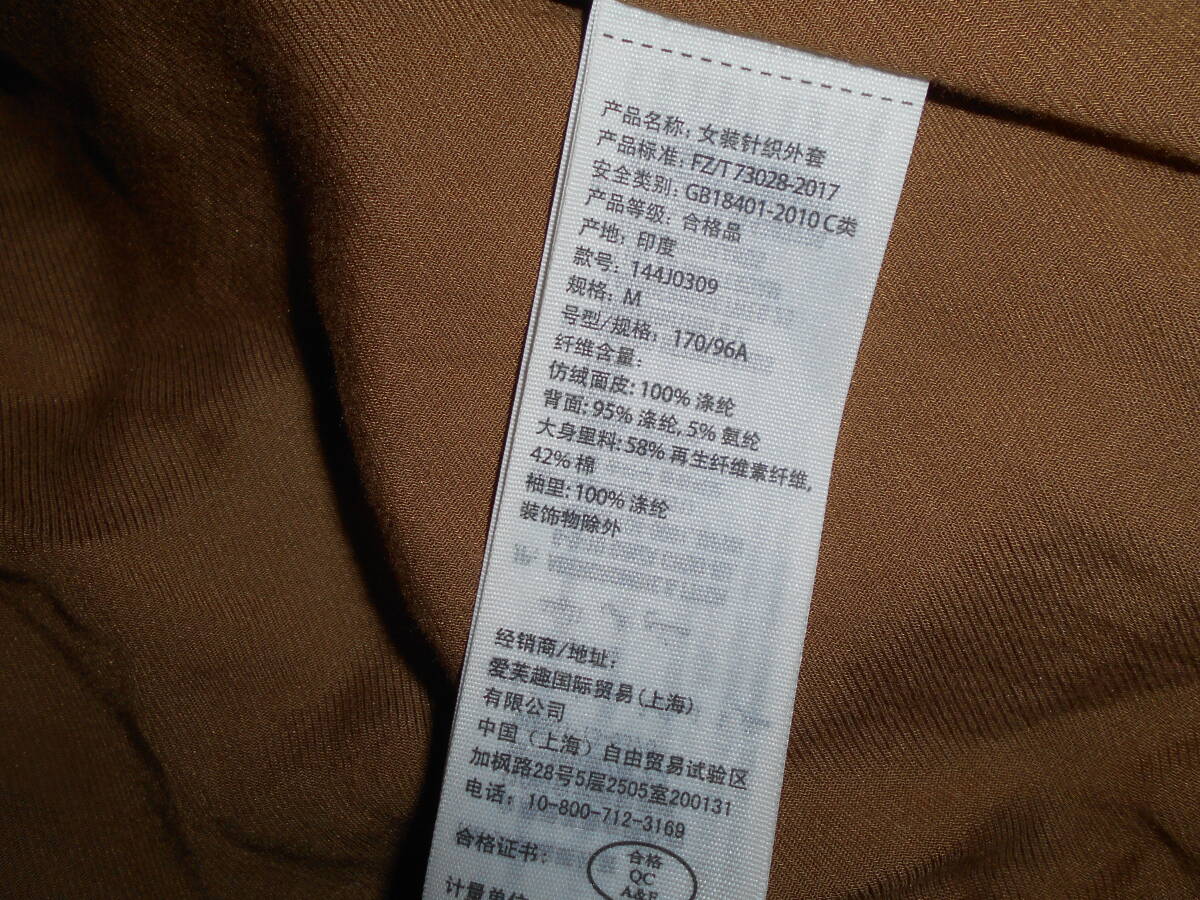 产品名称: 女装针织外套
产品标准: FZ/T 73028-2017
安全类别: GB18401-2010 C类
产品等级: 合格品
产地: 印度
款号: 144J0309
规格: M
号型/规格: 170/96A
纤维含量:
仿绒面皮: 100% 涤纶
背面: 95% 涤纶, 5% 氨纶
大身里料: 58% 再生纤维素纤维,
42% 棉
袖里: 100% 涤纶
装饰物除外
经销商/地址:
爱芙趣国际贸易(上海)
有限公司
中国（上海）自由贸易试验区
加枫路28号5层2505室200131
电话: 10-800-712-3169
合格证书:
合格
QC
A&F
计量单位